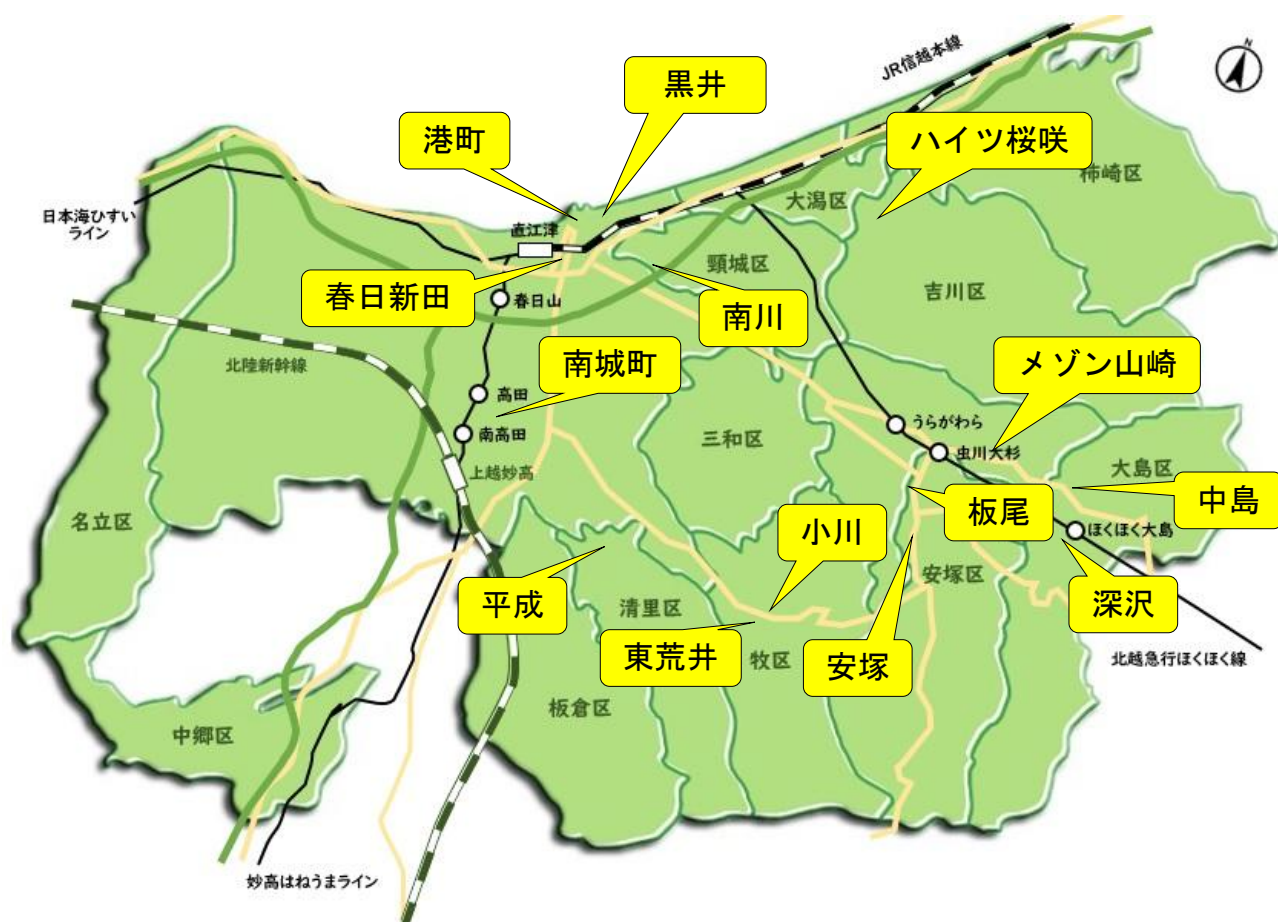 N
JR信越本線
黒井
港町
ハイツ桜咲
柿崎区
大潟区
日本海ひすい
ライン
直江津
頸城区
春日新田
春日山
南川
吉川区
北陸新幹線
南城町
メゾン山崎
高田
うらがわら
南高田
三和区
虫川大杉
上越妙高
大島区
中島
名立区
板尾
小川
ほくほく大島
安塚区
平成
清里区
深沢
東荒井
牧区
安塚
北越急行ほくほく線
板倉区
中郷区
妙高はねうまライン